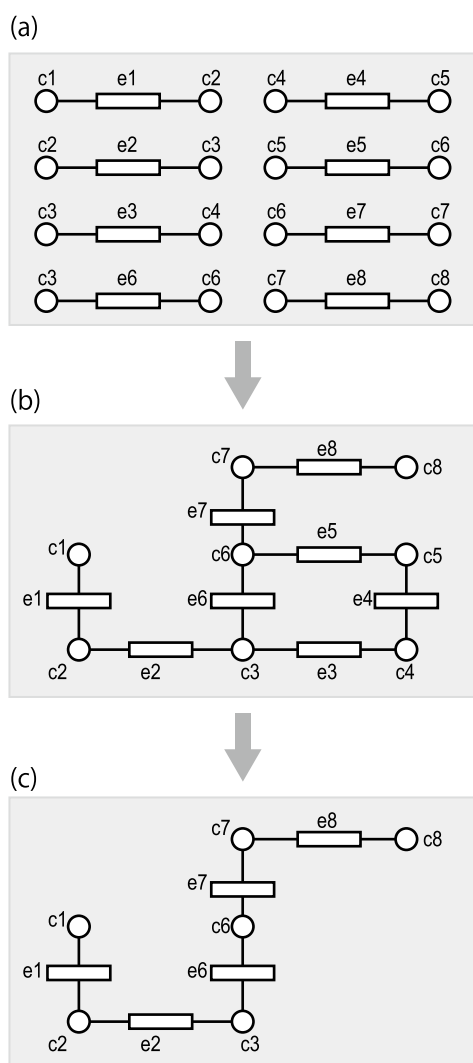 (a)
c1 e1 c2 c4 e4 c5
c2 e2 c3 c5 e5 c6
c3 e3 c4 c6 e7 c7
c3 e6 c6 c7 e8 c8
(b)
c7 e8 c8
e7
c1 c6 e5 c5
e1 e6 e4
c2 e2 c3 e3 c4
(c)
c7 e8 c8
e7
c1 c6
e1 e6
c2 e2 c3